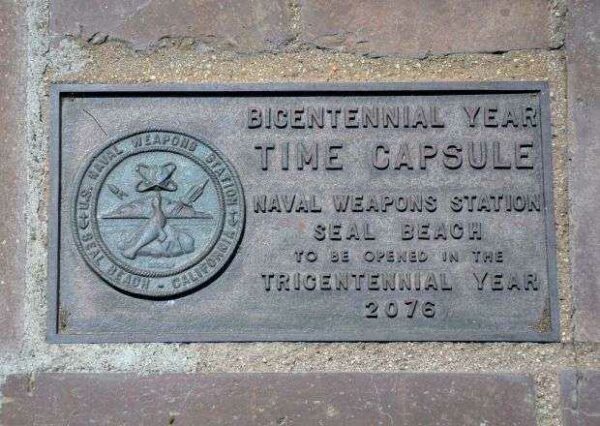 BICENTENNIAL YEAR
TIME CAPSULE
NAVAL WEAPONS STATION
SEAL BEACH
TO BE OPENED IN THE
TRICENTENNIAL YEAR
2076
U.S. NAVAL WEAPONS STATION
SEAL BEACH - CALIFORNIA